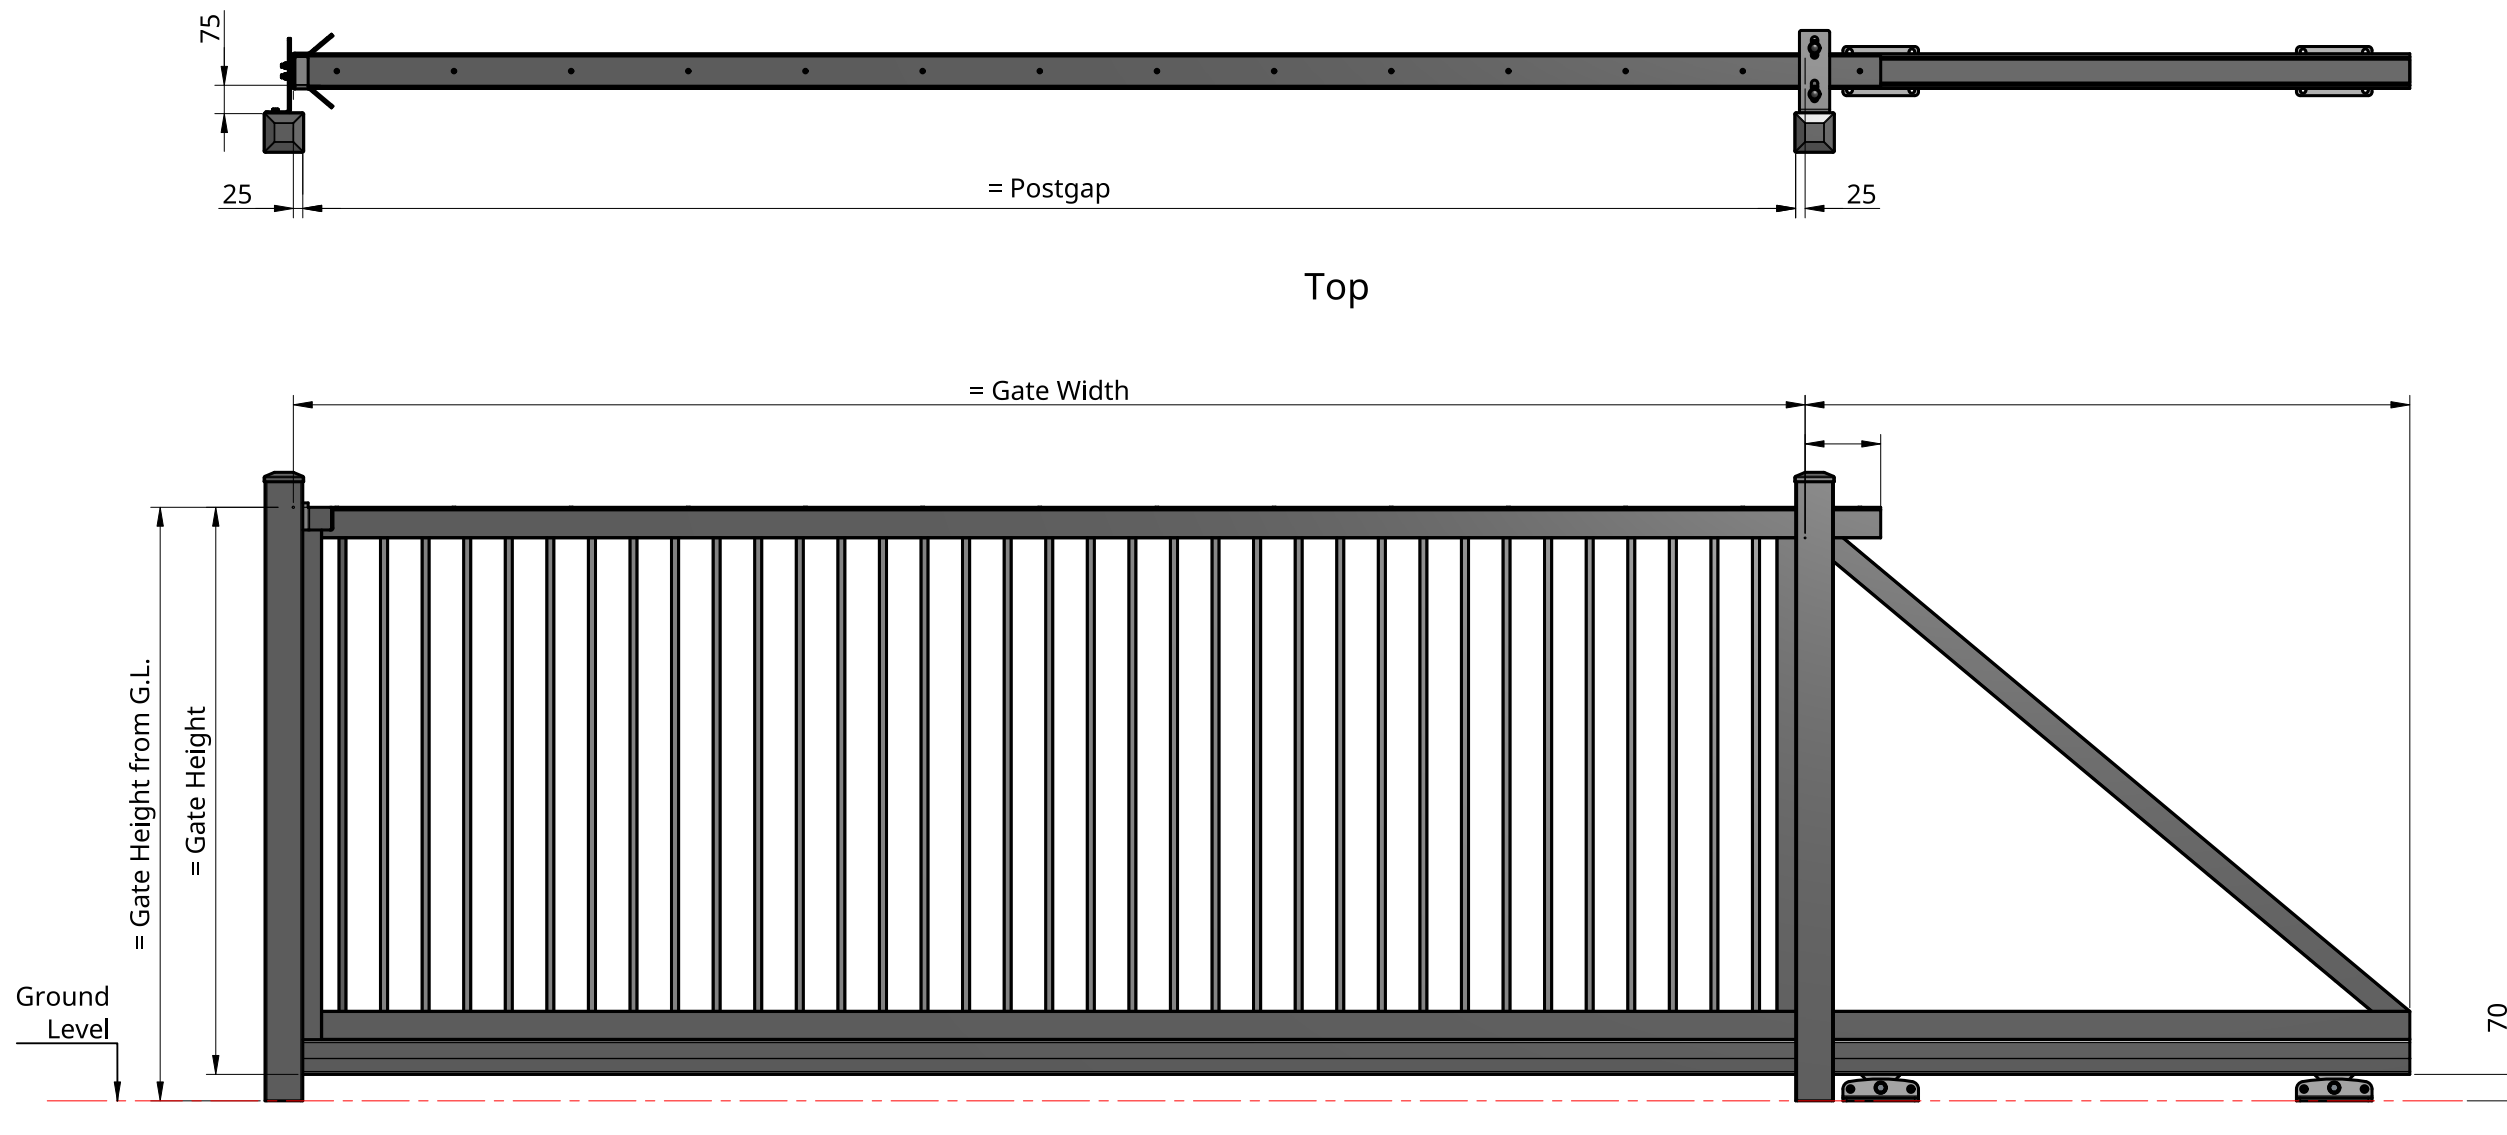 75
25
= Postgap
25
Top
= Gate Width
= Gate Height from G.L.
= Gate Height
Ground
Level
70